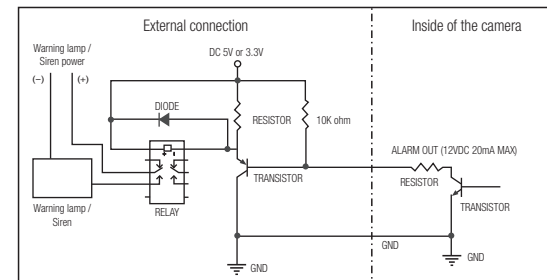 External connection
Inside of the camera
Warning lamp /
Siren power
(−) (+)
DC 5V or 3.3V
DIODE
RESISTOR
10K ohm
ALARM OUT (12VDC 20mA MAX)
RESISTOR
TRANSISTOR
TRANSISTOR
Warning lamp /
Siren
RELAY
GND
GND
GND